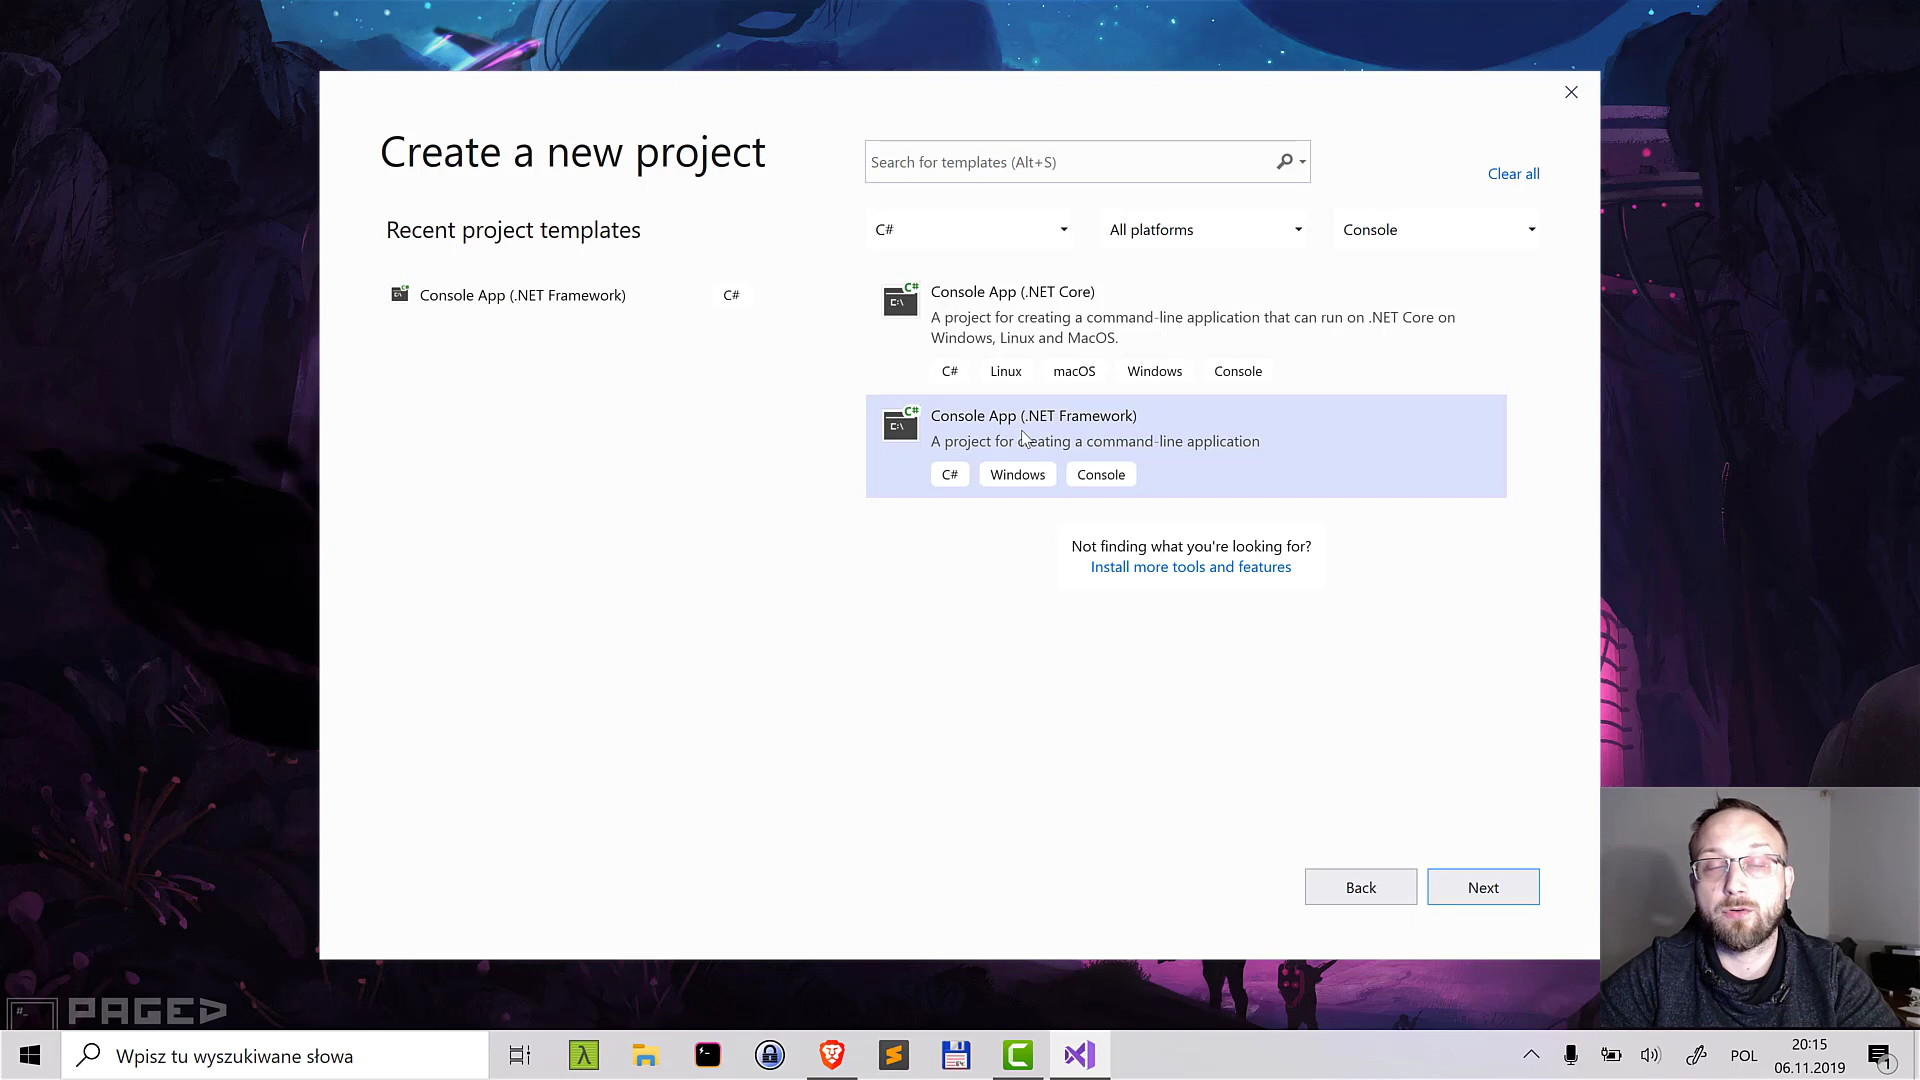 Create a new project
Search for templates (Alt+S)
Clear all
Recent project templates
C#
All platforms
Console
Console App (.NET Framework)
C#
Console App (.NET Core)
A project for creating a command-line application that can run on .NET Core on
Windows, Linux and MacOS.
C# Linux macOS Windows Console
Console App (.NET Framework)
A project for creating a command-line application
C# Windows Console
Not finding what you're looking for?
Install more tools and features
Back
Next
PAGED
Wpisz tu wyszukiwane słowa
POL
20:15
06.11.2019
1